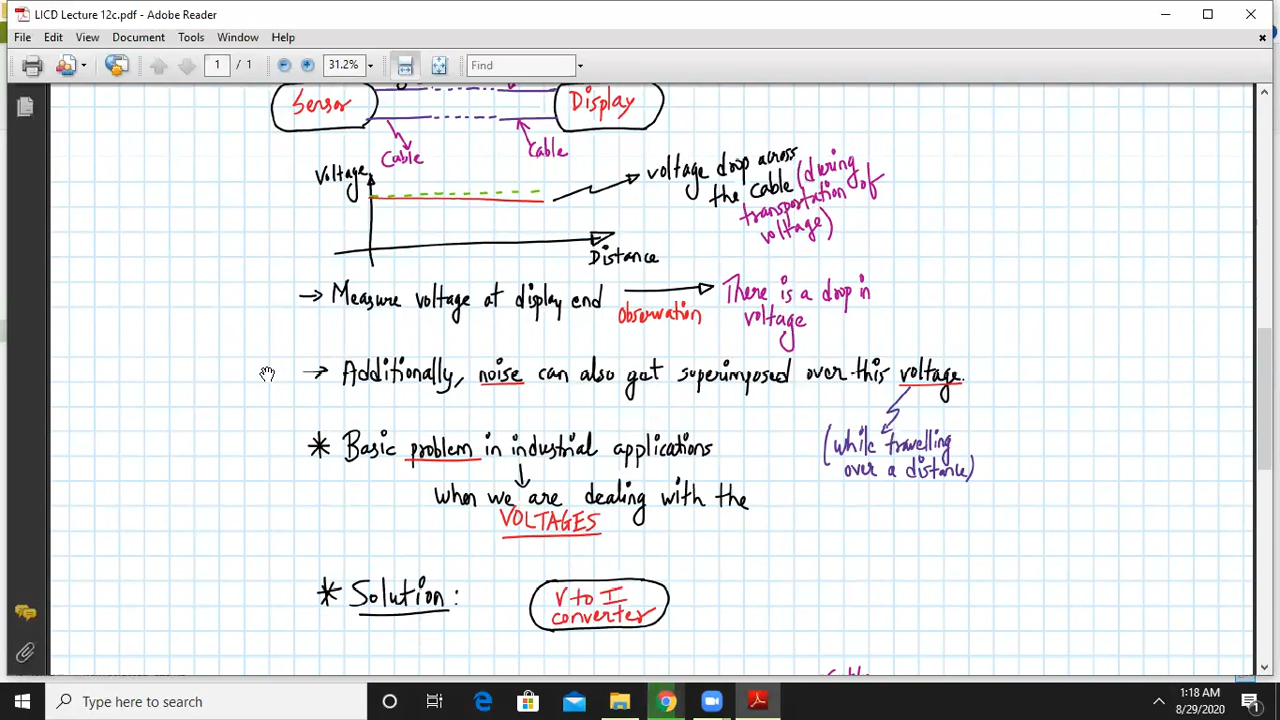 LICD Lecture 12c.pdf - Adobe Reader
File Edit View Document Tools Window Help
1 / 1 31.2% Find
Sensor Display
Cable Cable
Voltage
voltage drop across
the cable (during
transportation of
voltage)
Distance
→ Measure voltage at display end
Observation
There is a drop in
voltage
→ Additionally, noise can also get superimposed over this voltage.
(while travelling
over a distance)
* Basic problem in industrial applications
when we are dealing with the
VOLTAGES
* Solution:
V to I
converter
Type here to search
1:18 AM
8/29/2020